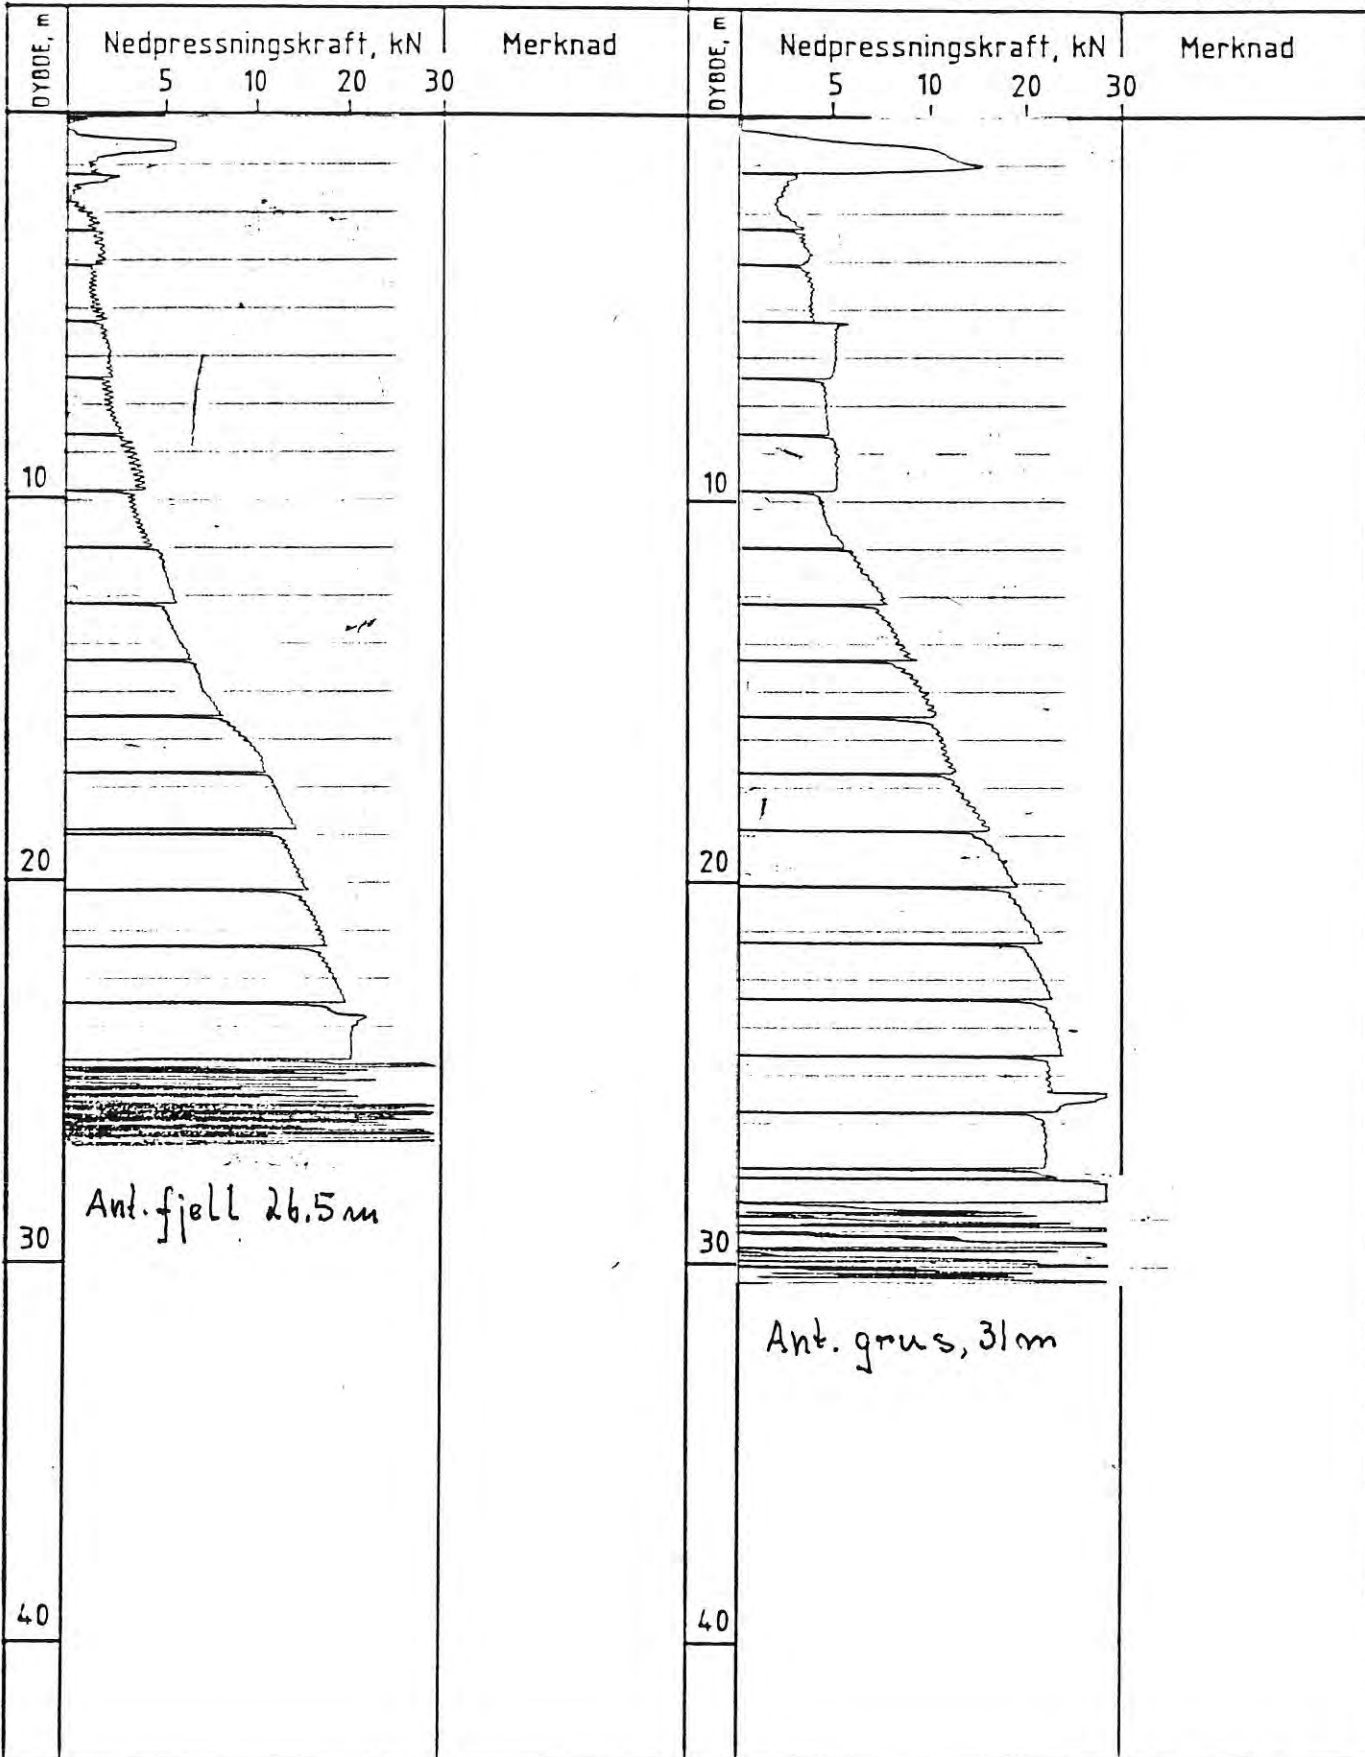 DYBDE, m
Nedpressningskraft, kN
Merknad
5 10 20 30
10
20
30
40
Ant. fjell 26.5 m
DYBDE, m
Nedpressningskraft, kN
Merknad
5 10 20 30
10
20
30
40
Ant. grus, 31 m